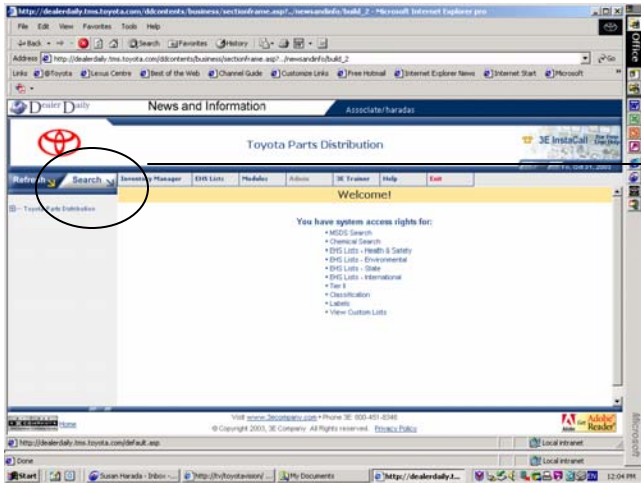 http://dealerdaily.tms.toyota.com/ddcontents/business/sectionframe.asp?../newsandinfo/build_2 - Microsoft Internet Explorer pro
File Edit View Favorites Tools Help
Back Search Favorites History
Address http://dealerdaily.tms.toyota.com/ddcontents/business/sectionframe.asp?../newsandinfo/build_2 Go
Links @Toyota Lexus Centre Best of the Web Channel Guide Customize Links Free Hotmail Internet Explorer News Internet Start Microsoft
Dealer Daily News and Information Associate/haradas
Toyota Parts Distribution
3E InstaCall
Fri, Oct 31, 2003
Refresh Search Inventory Manager EHS Lists Modules Admin 3E Trainer Help Exit
Welcome!
Toyota Parts Distribution
You have system access rights for:
• MSDS Search
• Chemical Search
• EHS Lists - Health & Safety
• EHS Lists - Environmental
• EHS Lists - State
• EHS Lists - International
• Tier II
• Classification
• Labels
• View Custom Lists
Home
Visit www.3ecompany.com • Phone 3E: 800-451-8346
© Copyright 2003, 3E Company All Rights reserved. Privacy Policy
Adobe Get Adobe Reader
http://dealerdaily.tms.toyota.com/default.asp Local intranet
Done Local intranet
Start Susan Harada - Inbox - ... http://tv/toyotavision/ ... My Documents http://dealerdaily.t... 12:04 PM
Office
Microsoft